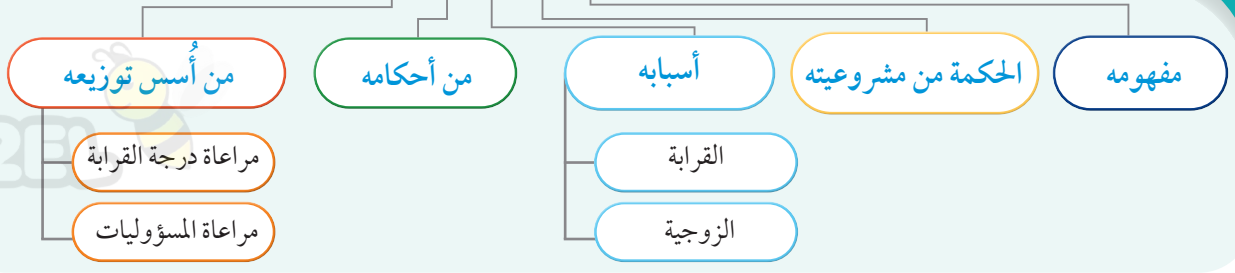 مفهومه
الحكمة من مشروعيته
أسبابه
من أحكامه
من أُسس توزيعه
القرابة
الزوجية
مراعاة درجة القرابة
مراعاة المسؤوليات